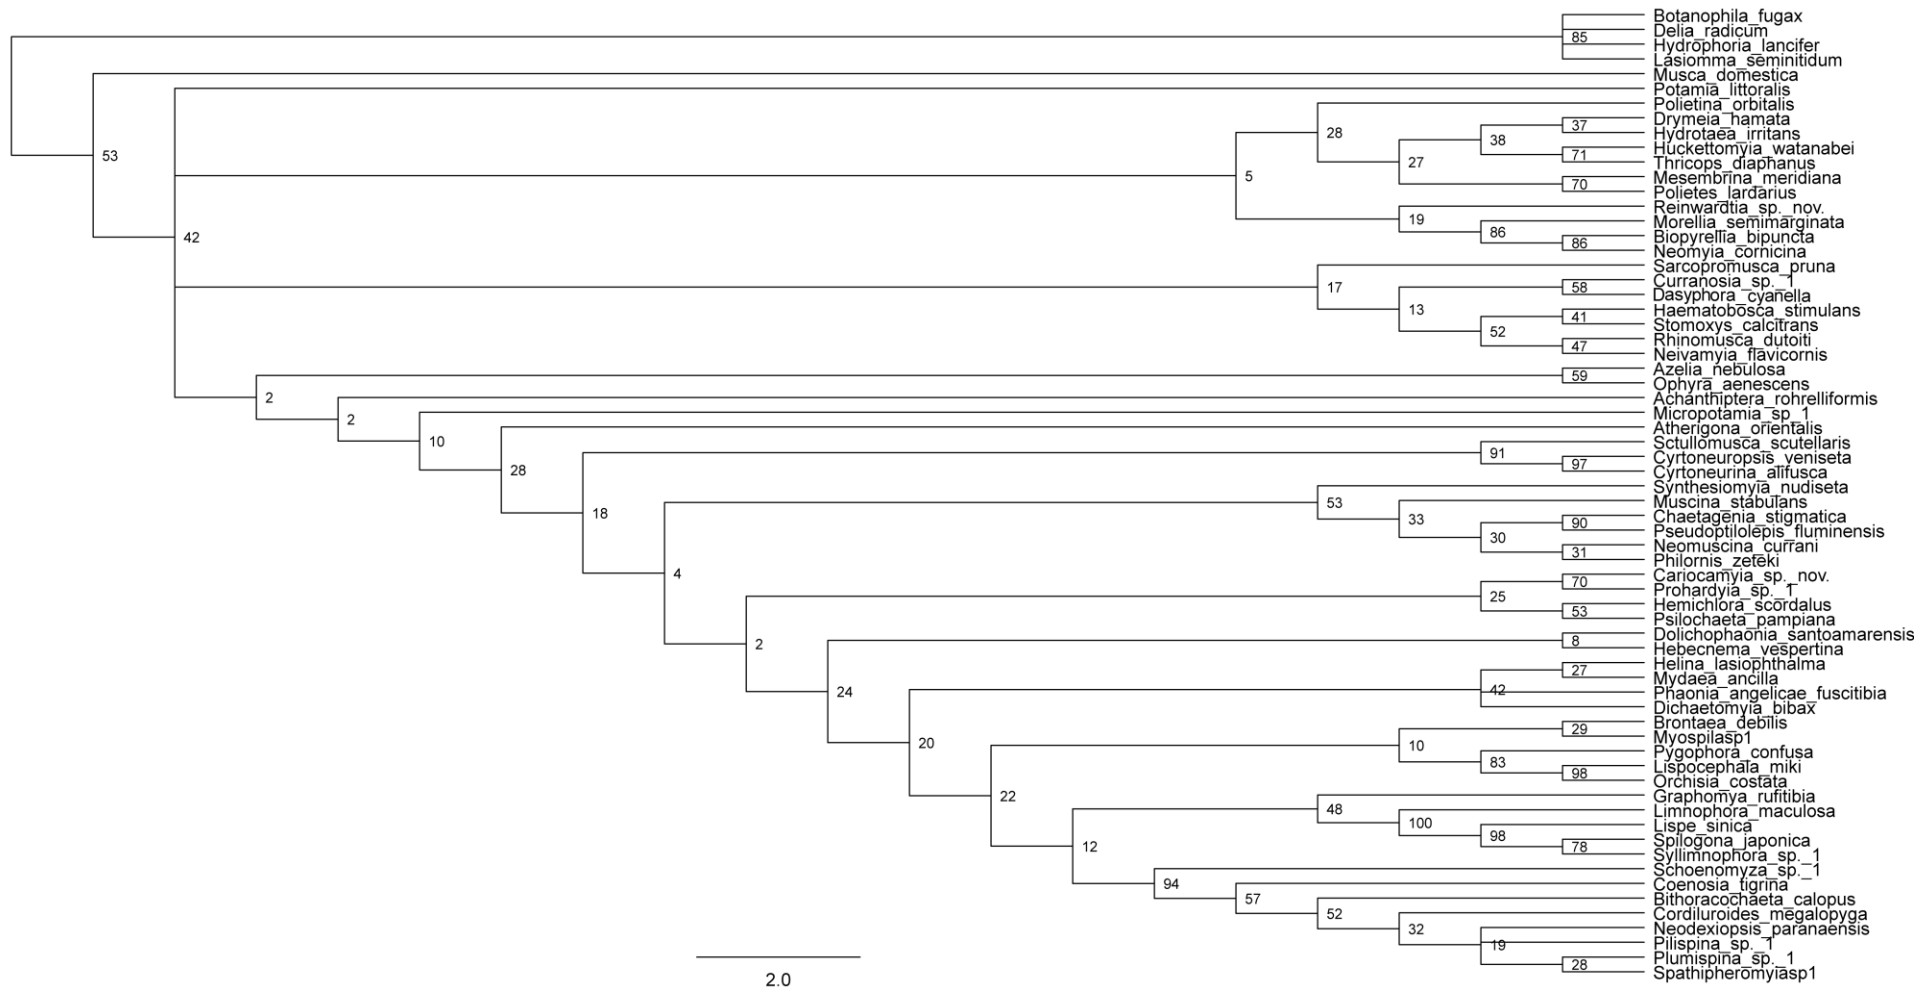 Botanophila_fugax
Delia_radicum
85
Hydrophoria_lancifer
Lasiomma_seminitidum
Musca_domestica
Potamia_littoralis
Polietina_orbitalis
Drymeia_hamata
37
28
Hydrotaea_irritans
38
Huckettomyia_watanabei
71
53
27
Thricops_diaphanus
Mesembrina_meridiana
5
70
Polietes_lardarius
Reinwardtia_sp._nov.
19
Morellia_semimarginata
86
Biopyrellia_bipuncta
42
86
Neomyia_cornicina
Sarcopromusca_pruna
Curranosia_sp._1
17
58
Dasyphora_cyanella
13
Haematobosca_stimulans
41
Stomoxys_calcitrans
52
Rhinomusca_dutoiti
47
Neivamyia_flavicornis
Azelia_nebulosa
59
Ophyra_aenescens
2
Achanthiptera_rohrelliformis
2
Micropotamia_sp_1
Atherigona_orientalis
10
Sctullomusca_scutellaris
91
Cyrtoneuropsis_veniseta
28
97
Cyrtoneurina_alifusca
Synthesiomyia_nudiseta
53
Muscina_stabulans
18
33
Chaetagenia_stigmatica
90
Pseudoptilolepis_fluminensis
30
Neomuscina_currani
31
Philornis_zeteki
4
Cariocamyia_sp._nov.
70
Prohardyia_sp._1
25
Hemichlora_scordalus
53
Psilochaeta_pampiana
Dolichophaonia_santoamarensis
2
8
Hebecnema_vespertina
Helina_lasiophthalma
27
Mydaea_ancilla
24
42
Phaonia_angelicae_fuscitibia
Dichaetomyia_bibax
Brontaea_debilis
29
20
10
Myospilasp1
Pygophora_confusa
83
Lispocephala_miki
98
Orchisia_costata
22
Graphomya_rufitibia
48
Limnophora_maculosa
100
Lispe_sinica
98
Spilogona_japonica
12
78
Syllimnophora_sp._1
Schoenomyza_sp._1
94
Coenosia_tigrina
57
Bithoracochaeta_calopus
52
Cordiluroides_megalopyga
32
Neodexiopsis_paranaensis
19
Pilispina_sp._1
Plumispina_sp._1
28
Spathipheromyiasp1
2.0